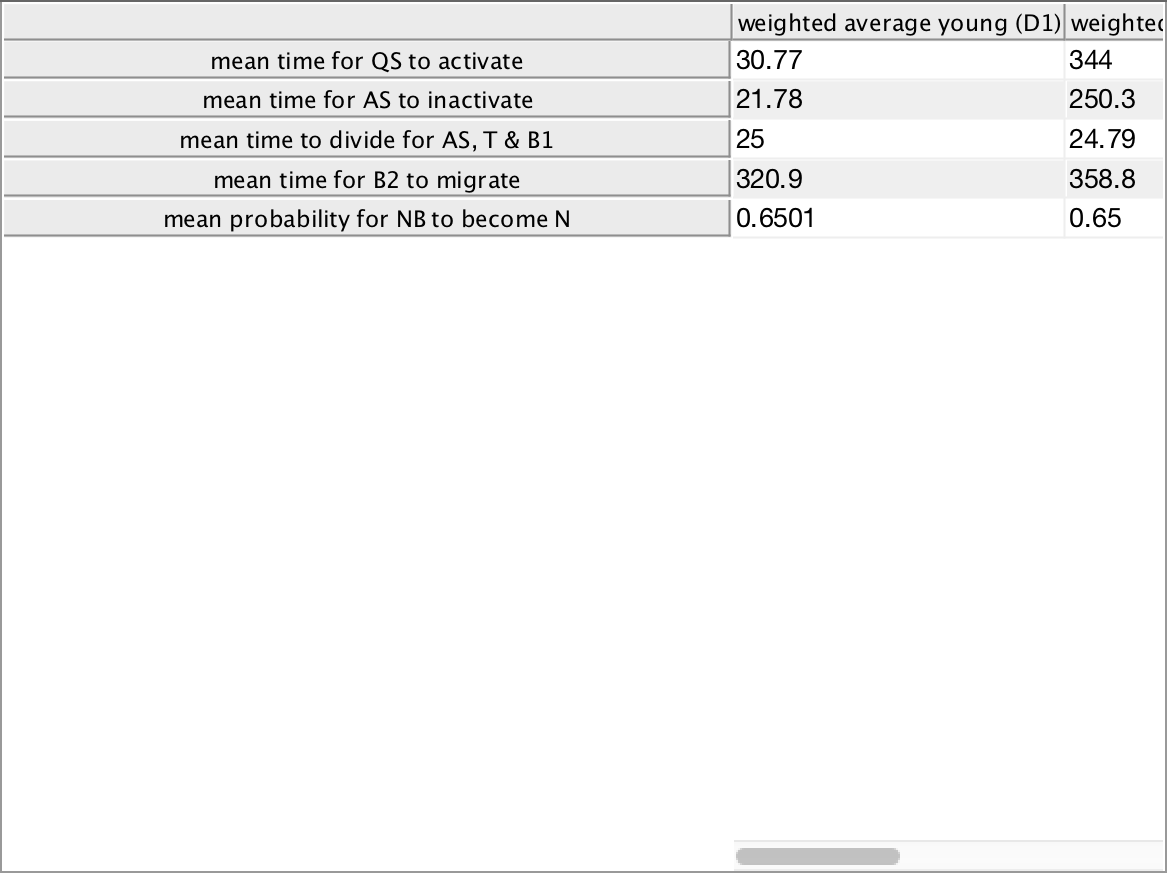 weighted average young (D1) weighted
mean time for QS to activate 30.77 344
mean time for AS to inactivate 21.78 250.3
mean time to divide for AS, T & B1 25 24.79
mean time for B2 to migrate 320.9 358.8
mean probability for NB to become N 0.6501 0.65